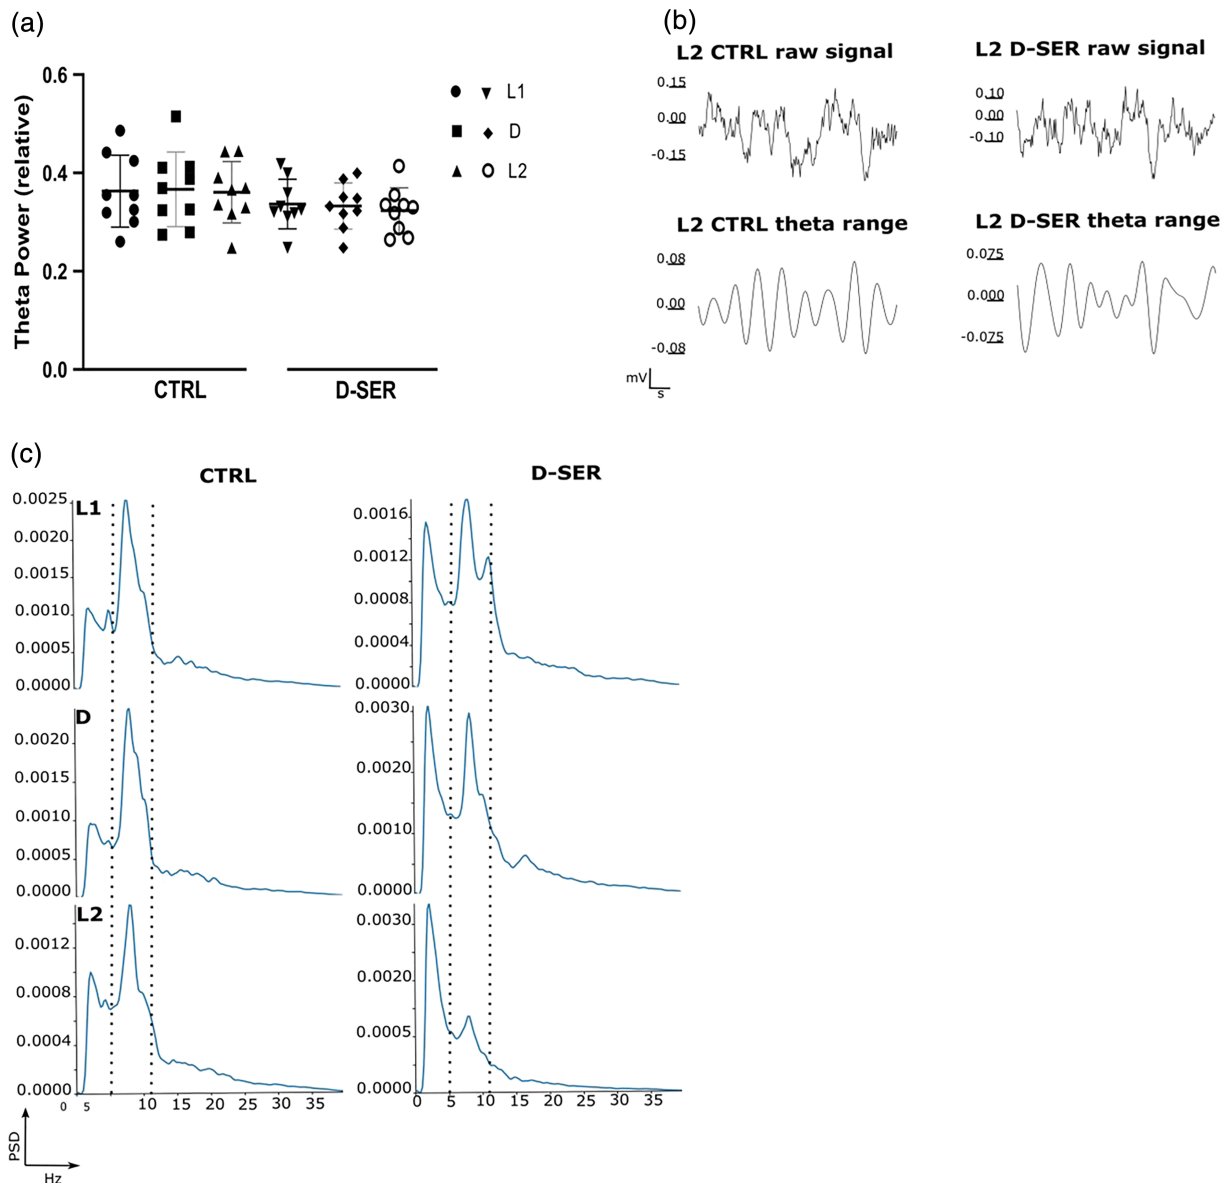 (a)
Theta Power (relative)
0.6
0.4
0.2
0.0
CTRL
D-SER
L1
D
L2
(b)
L2 CTRL raw signal
0.15
0.00
-0.15
L2 D-SER raw signal
0.10
0.00
-0.10
L2 CTRL theta range
0.08
0.00
-0.08
L2 D-SER theta range
0.075
0.000
-0.075
mV
s
(c)
CTRL
D-SER
L1
0.0025
0.0020
0.0015
0.0010
0.0005
0.0000
0.0016
0.0012
0.0008
0.0004
0.0000
D
0.0020
0.0015
0.0010
0.0005
0.0000
0.0030
0.0020
0.0010
0.0000
L2
0.0012
0.0008
0.0004
0.0000
0.0030
0.0020
0.0005
0.0000
0 5 10 15 20 25 30 35
0 5 10 15 20 25 30 35
PSD
Hz